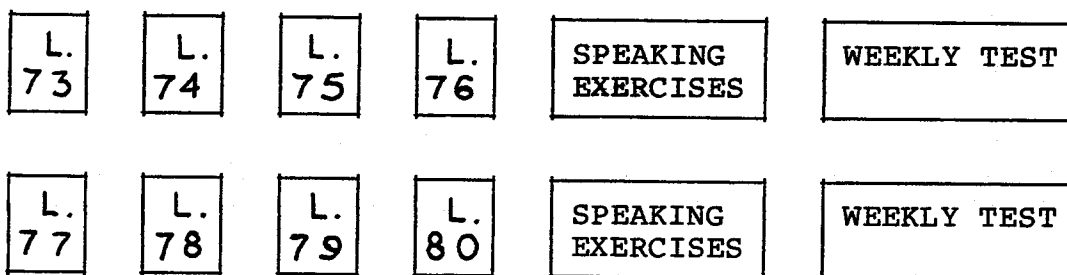 L. L. L. L. SPEAKING WEEKLY TEST
73 74 75 76 EXERCISES
L. L. L. L. SPEAKING WEEKLY TEST
77 78 79 80 EXERCISES